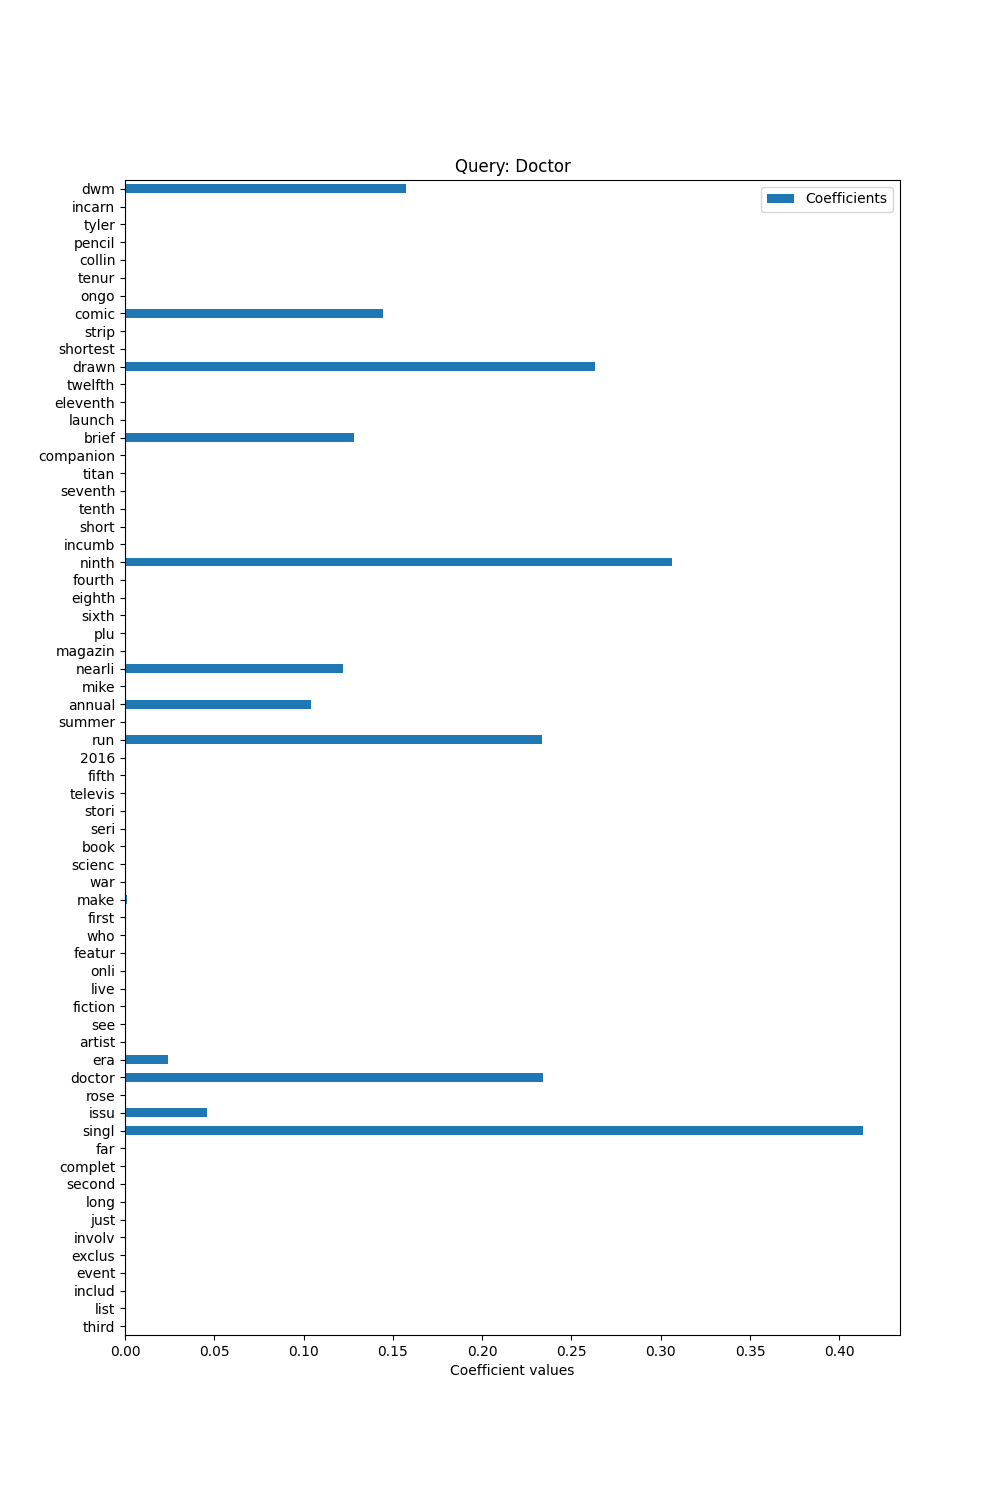 Query: Doctor
Coefficients
dwm
incarn
tyler
pencil
collin
tenur
ongo
comic
strip
shortest
drawn
twelfth
eleventh
launch
brief
companion
titan
seventh
tenth
short
incumb
ninth
fourth
eighth
sixth
plu
magazin
nearli
mike
annual
summer
run
2016
fifth
televis
stori
seri
book
scienc
war
make
first
who
featur
onli
live
fiction
see
artist
era
doctor
rose
issu
singl
far
complet
second
long
just
involv
exclus
event
includ
list
third
0.00 0.05 0.10 0.15 0.20 0.25 0.30 0.35 0.40
Coefficient values